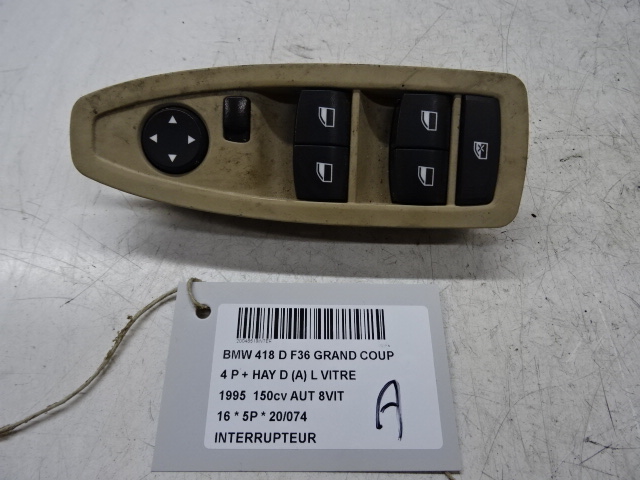 BMW 418 D F36 GRAND COUP
4 P + HAY D (A) L VITRE
1995 150cv AUT 8VIT
16 * 5P * 20/074
INTERRUPTEUR
A